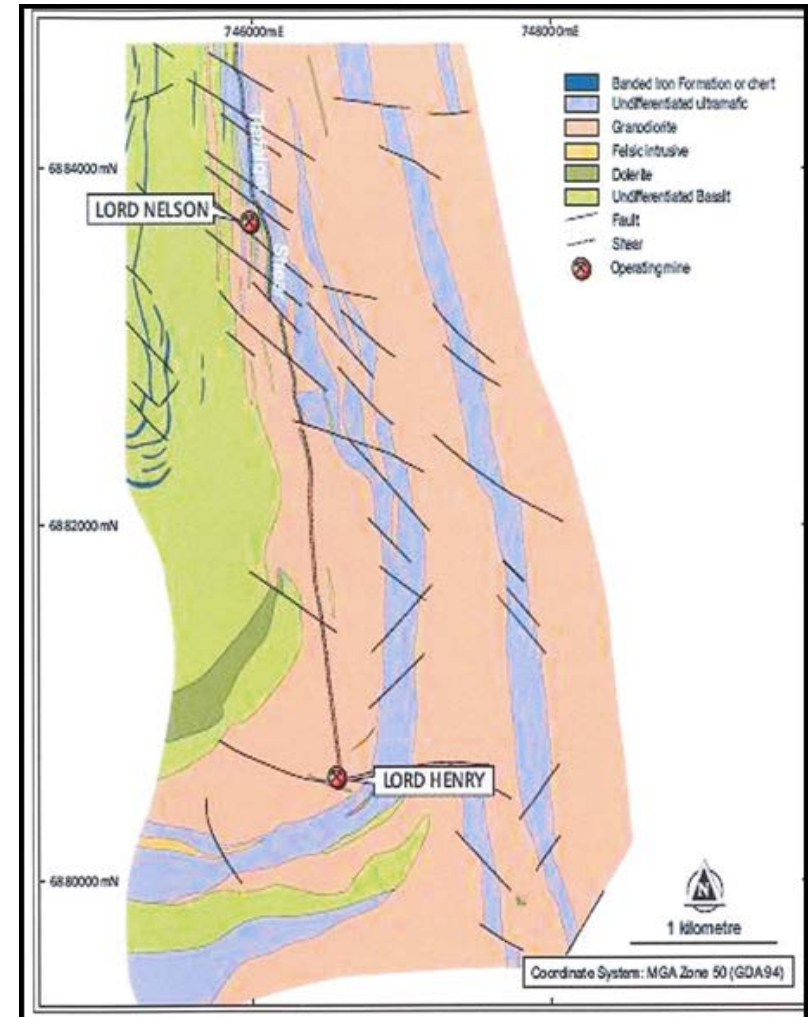 746000mE
748000mE
Banded Iron Formation or chert
Undifferentiated ultramafic
Granodiorite
Felsic intrusive
Dolerite
Undifferentiated Basalt
Fault
Shear
Operating mine
6884000mN
LORD NELSON
Shear
6882000mN
LORD HENRY
6880000mN
N
1 kilometre
Coordinate System: MGA Zone 50 (GDA94)